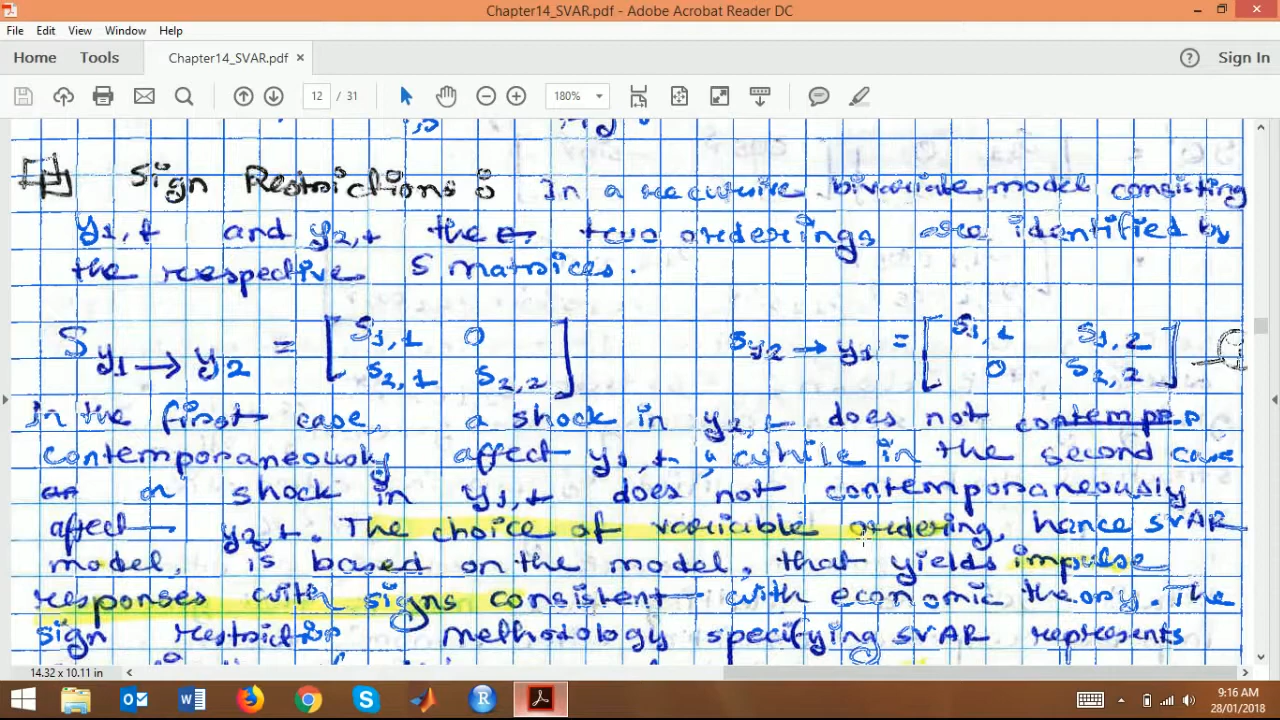 Chapter14_SVAR.pdf - Adobe Acrobat Reader DC
File Edit View Window Help
Home Tools Chapter14_SVAR.pdf × Sign In
12 / 31 180%
Sign Restrictions : In a recursive bivariate model consisting
y1,t and y2,t the two orderings are identified by
the respective S matrices.
S y1 → y2 = [ S1,1 0
S2,1 S2,2 ]
S y2 → y1 = [ S1,1 S1,2
0 S2,2 ]
in the first case, a shock in y2,t does not
contemporaneously affect y1,t; while in the second case
a shock in y1,t does not contemporaneously
affect y2,t. The choice of variable ordering, hance SVAR
model, is based on the model, that yields impulse
responses with signs consistent with economic theory. The
sign methodology specifying SVAR represents
14.32 x 10.11 in
9:16 AM
28/01/2018